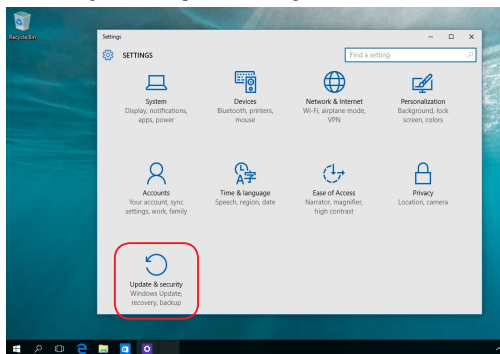 Recycle Bin
Settings
SETTINGS
Find a setting
System
Display, notifications,
apps, power
Devices
Bluetooth, printers,
mouse
Network & Internet
Wi-Fi, airplane mode,
VPN
Personalization
Background, lock
screen, colors
Accounts
Your account, sync
settings, work, family
Time & language
Speech, region, date
Ease of Access
Narrator, magnifier,
high contrast
Privacy
Location, camera
Update & security
Windows Update,
recovery, backup